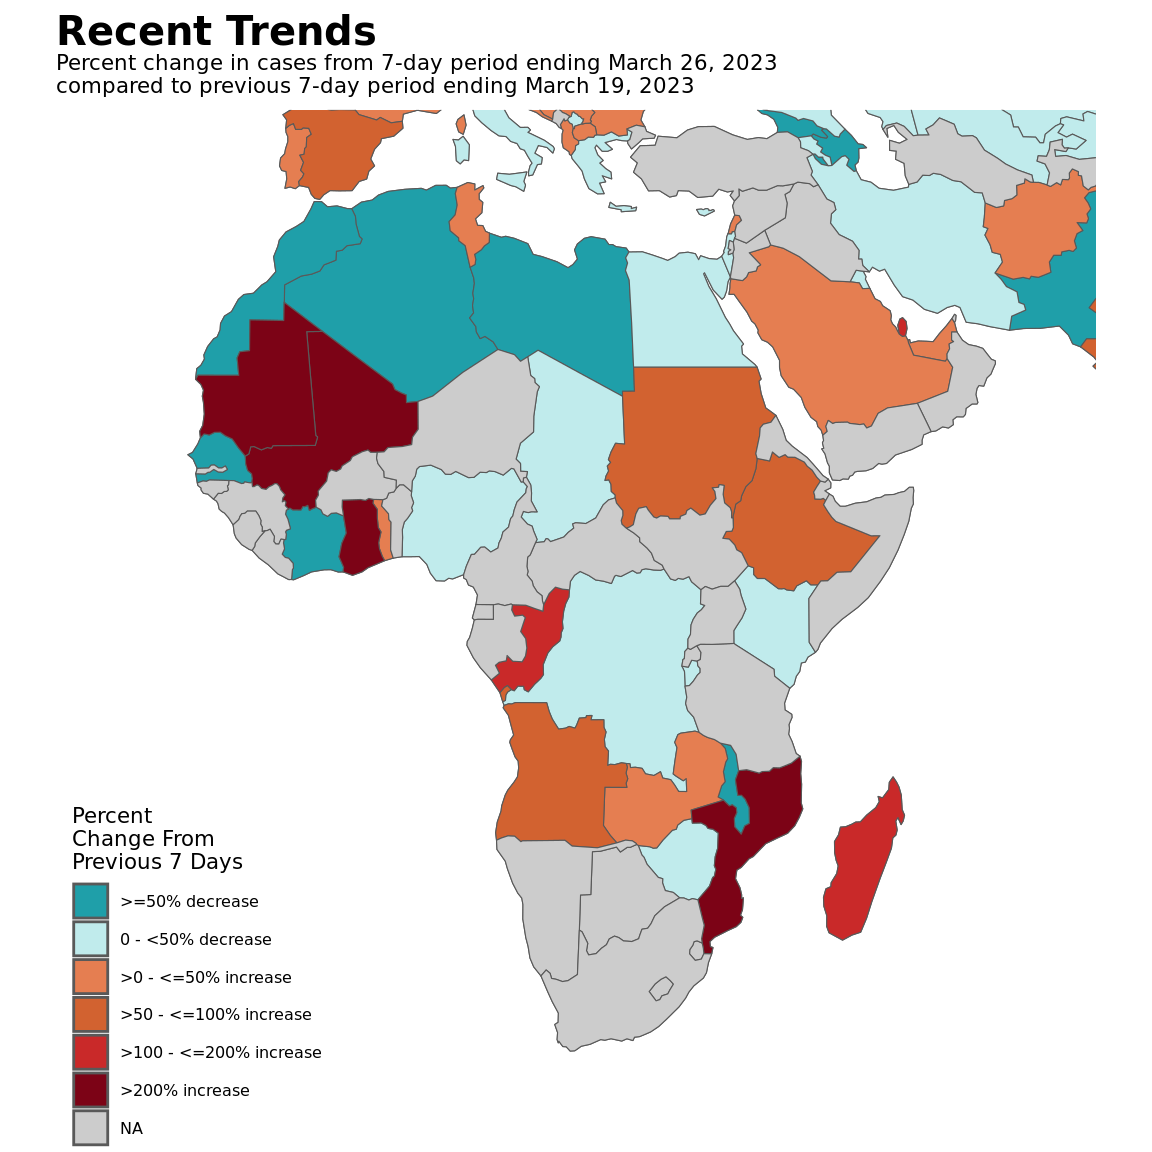 Recent Trends
Percent change in cases from 7-day period ending March 26, 2023
compared to previous 7-day period ending March 19, 2023
Percent
Change From
Previous 7 Days
>=50% decrease
0 - <50% decrease
>0 - <=50% increase
>50 - <=100% increase
>100 - <=200% increase
>200% increase
NA